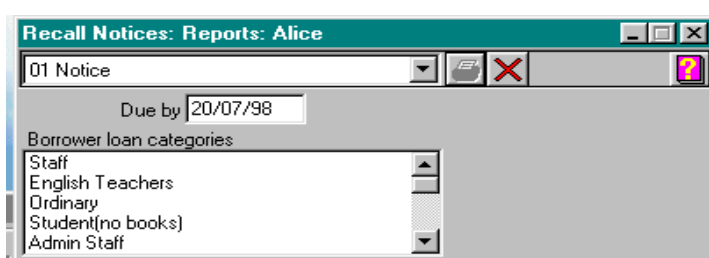 Recall Notices: Reports: Alice
01 Notice
?
Due by 20/07/98
Borrower loan categories
Staff
English Teachers
Ordinary
Student(no books)
Admin Staff